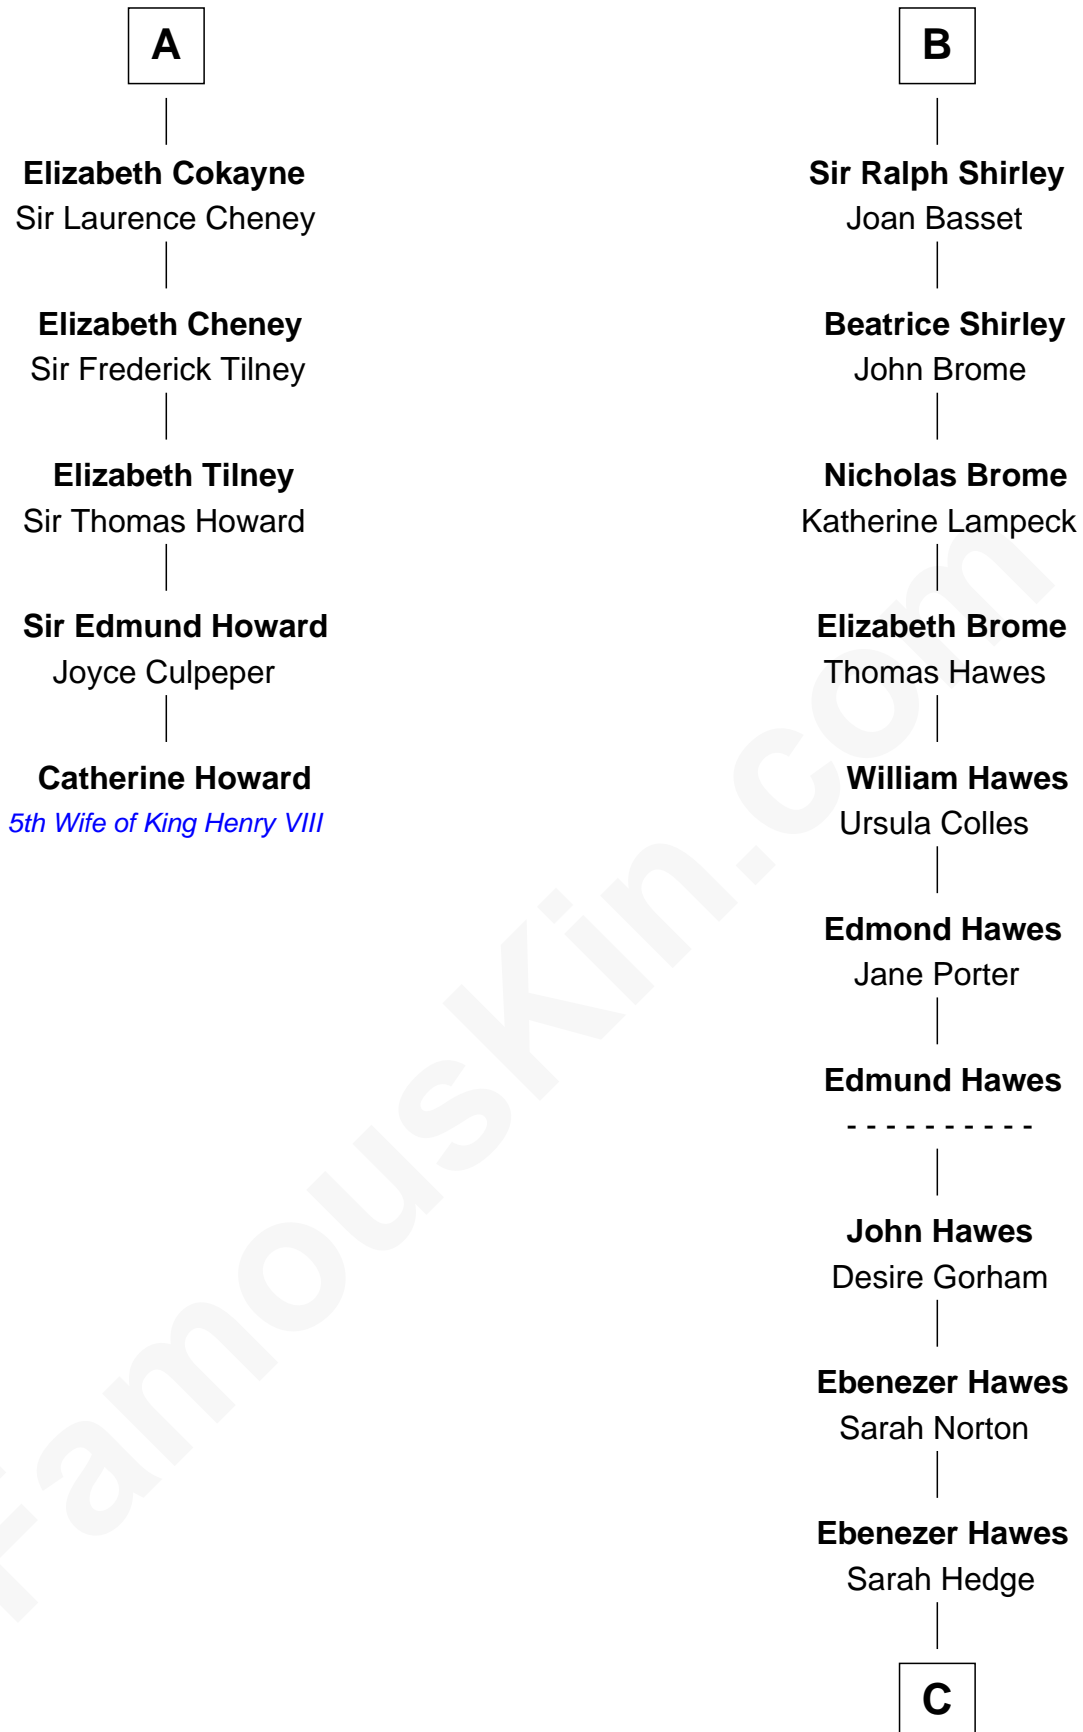 A
Elizabeth Cokayne
Sir Laurence Cheney
Elizabeth Cheney
Sir Frederick Tilney
Elizabeth Tilney
Sir Thomas Howard
Sir Edmund Howard
Joyce Culpeper
Catherine Howard
5th Wife of King Henry VIII
B
Sir Ralph Shirley
Joan Basset
Beatrice Shirley
John Brome
Nicholas Brome
Katherine Lampeck
Elizabeth Brome
Thomas Hawes
William Hawes
Ursula Colles
Edmond Hawes
Jane Porter
Edmund Hawes
- - - - - - - - - -
John Hawes
Desire Gorham
Ebenezer Hawes
Sarah Norton
Ebenezer Hawes
Sarah Hedge
C
FamousKin.com